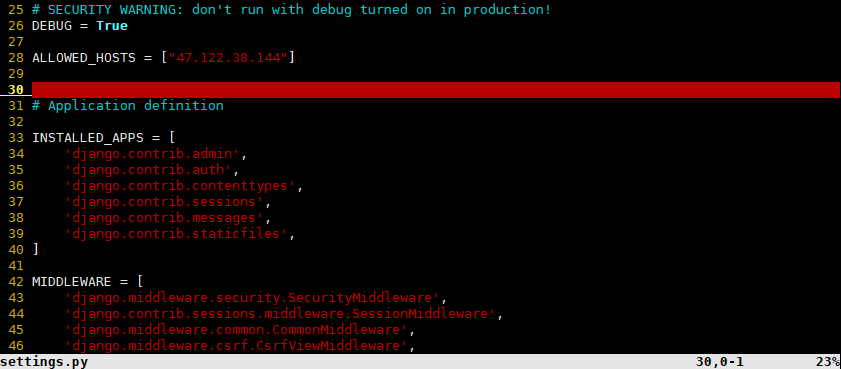 25 # SECURITY WARNING: don't run with debug turned on in production!
26 DEBUG = True
27
28 ALLOWED_HOSTS = ["47.122.38.144"]
29
30
31 # Application definition
32
33 INSTALLED_APPS = [
34     'django.contrib.admin',
35     'django.contrib.auth',
36     'django.contrib.contenttypes',
37     'django.contrib.sessions',
38     'django.contrib.messages',
39     'django.contrib.staticfiles',
40 ]
41
42 MIDDLEWARE = [
43     'django.middleware.security.SecurityMiddleware',
44     'django.contrib.sessions.middleware.SessionMiddleware',
45     'django.middleware.common.CommonMiddleware',
46     'django.middleware.csrf.CsrfViewMiddleware',
settings.py 30,0-1 23%